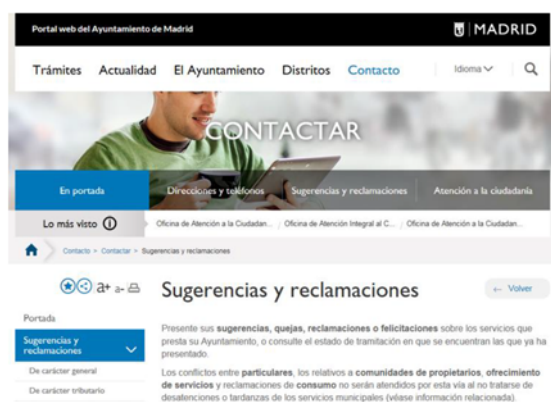 Portal web del Ayuntamiento de Madrid
MADRID
Trámites Actualidad El Ayuntamiento Distritos Contacto Idioma
CONTACTAR
En portada Direcciones y teléfonos Sugerencias y reclamaciones Atención a la ciudadanía
Lo más visto Oficina de Atención a la Ciudadan... / Oficina de Atención Integral al C... / Oficina de Atención a la Ciudadan...
Contacto > Contactar > Sugerencias y reclamaciones
a+ a-
Sugerencias y reclamaciones
← Volver
Portada
Sugerencias y
reclamaciones
De carácter general
De carácter tributario
Presente sus sugerencias, quejas, reclamaciones o felicitaciones sobre los servicios que
presta su Ayuntamiento, o consulte el estado de tramitación en que se encuentran las que ya ha
presentado.
Los conflictos entre particulares, los relativos a comunidades de propietarios, ofrecimiento
de servicios y reclamaciones de consumo no serán atendidos por esta vía al no tratarse de
desatenciones o tardanzas de los servicios municipales (véase información relacionada).